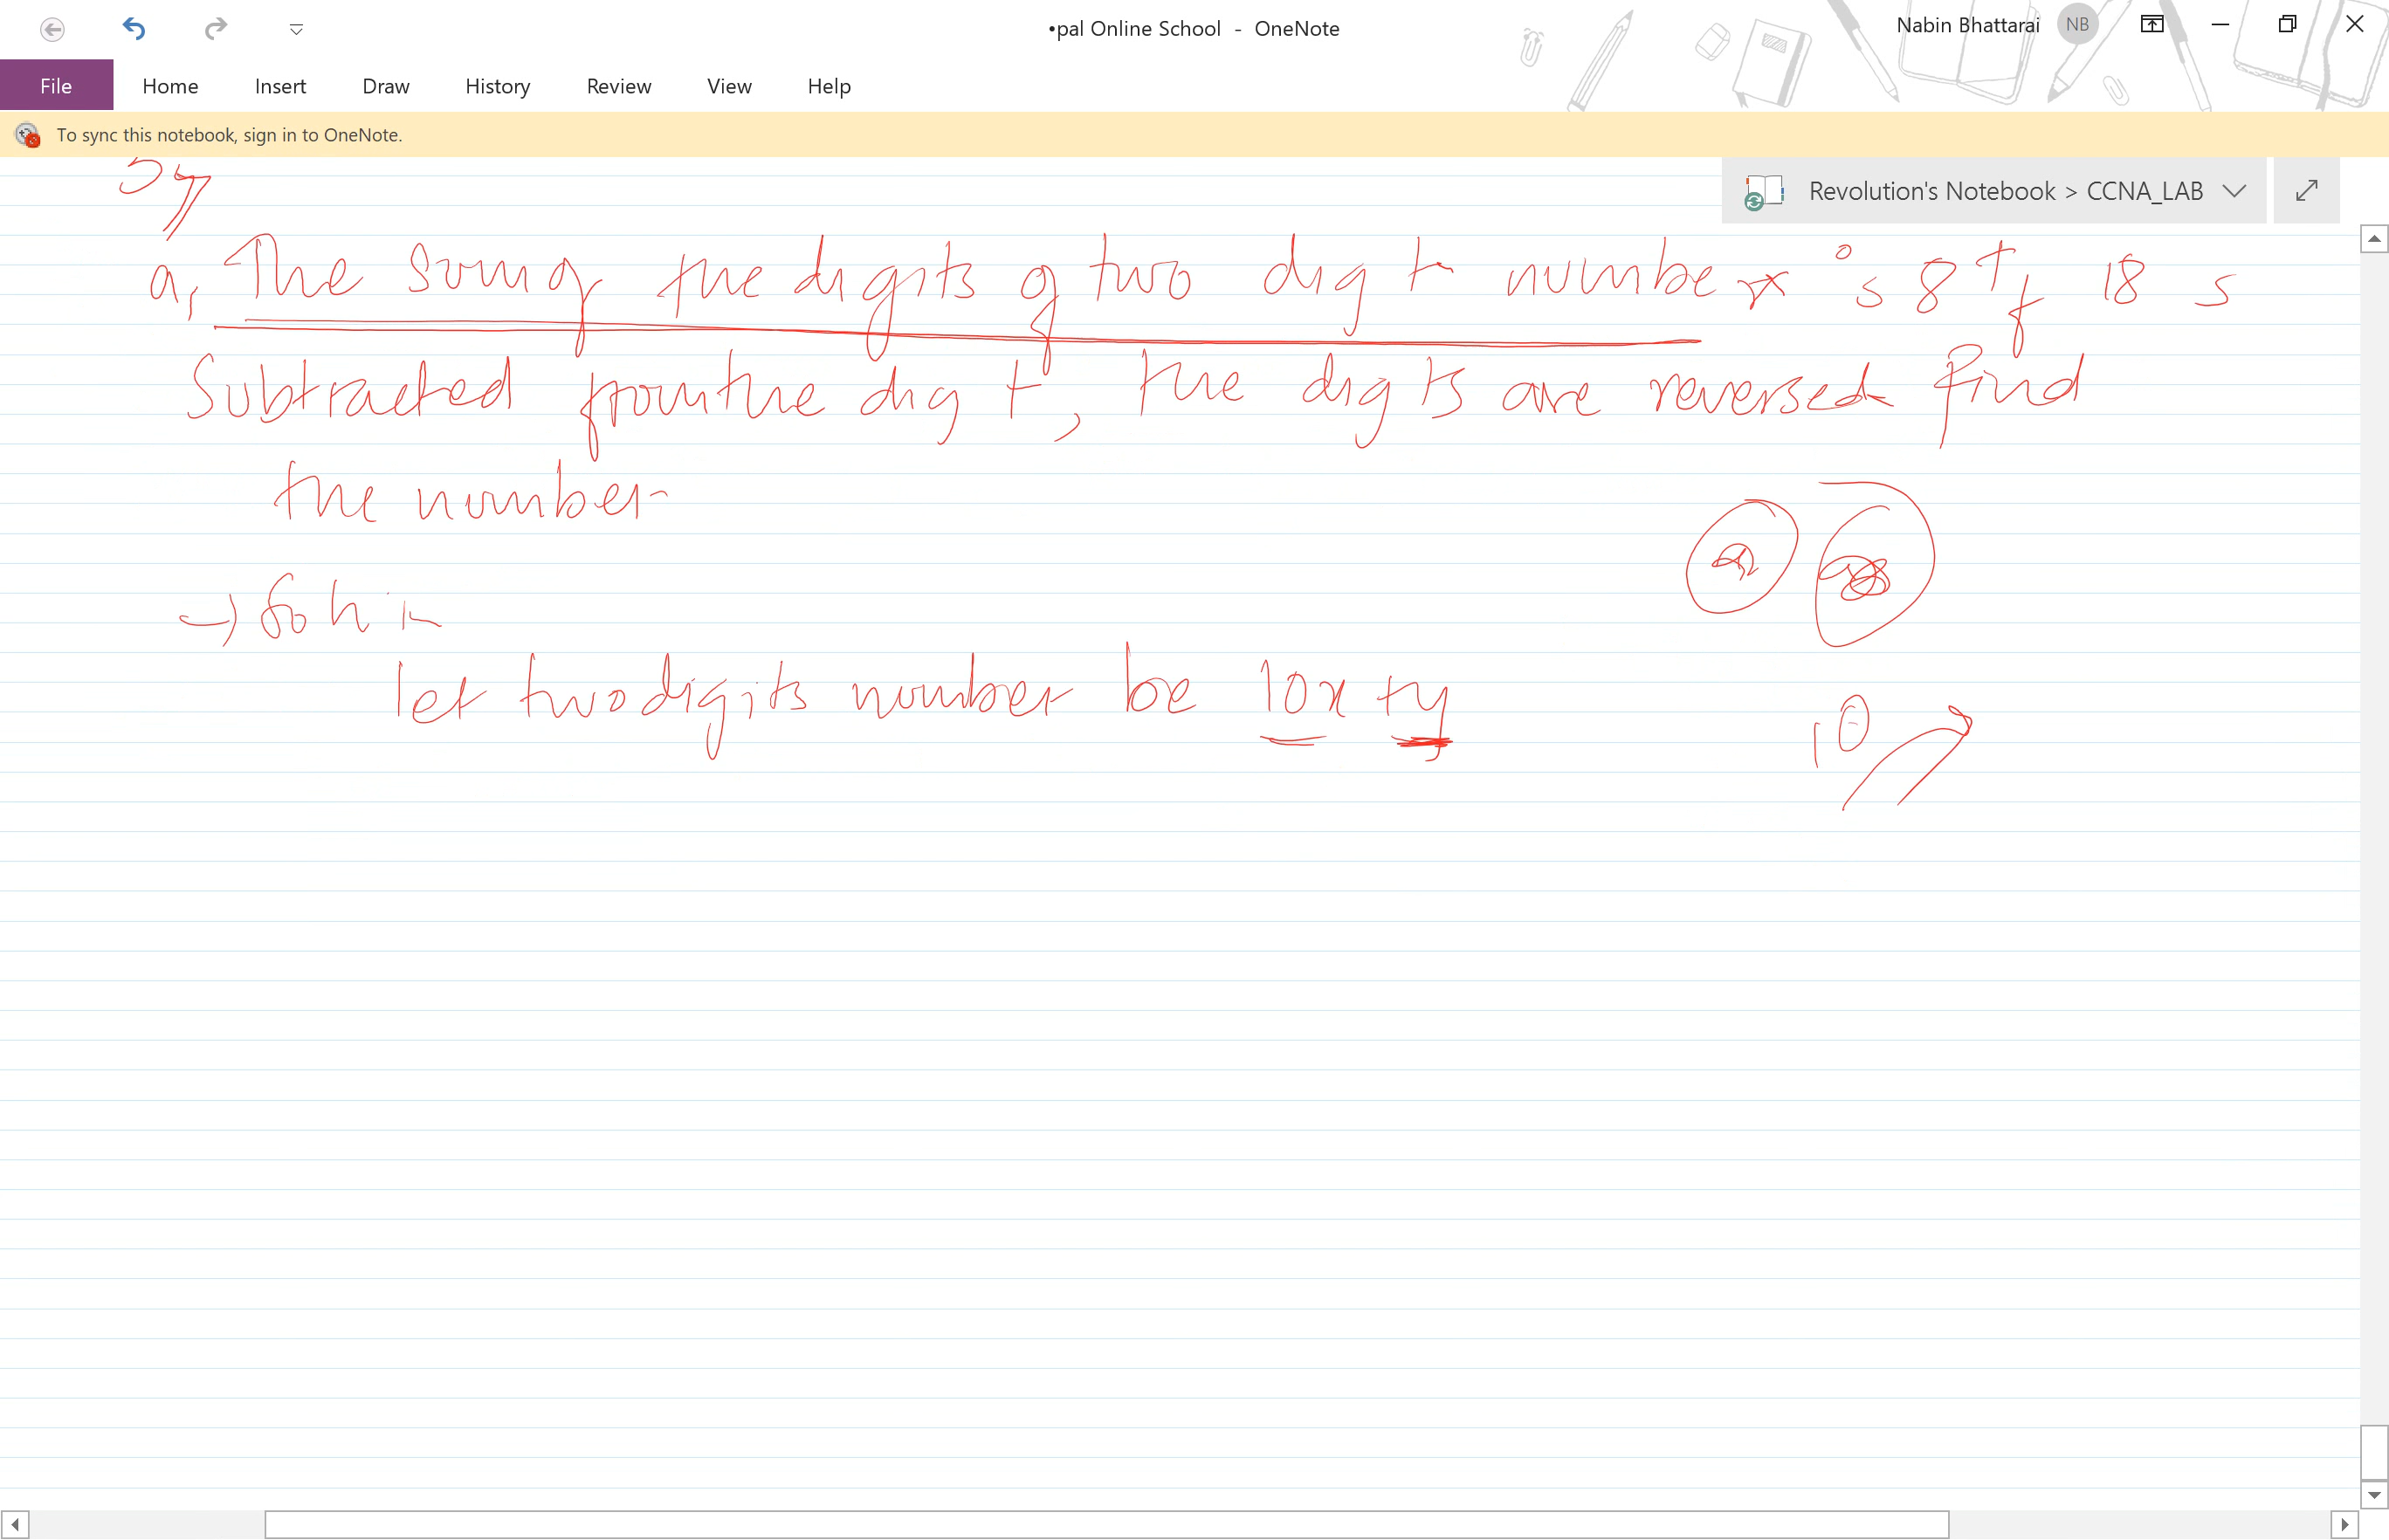 •pal Online School - OneNote
Nabin Bhattarai NB
File Home Insert Draw History Review View Help
To sync this notebook, sign in to OneNote.
Revolution's Notebook > CCNA_LAB
a, The sum of the digits of two digit number is 8 If 18 s
Subtracted from the digit, the digits are reversed Find
the number
→ Soln in
let two digits number be 10x + y
10